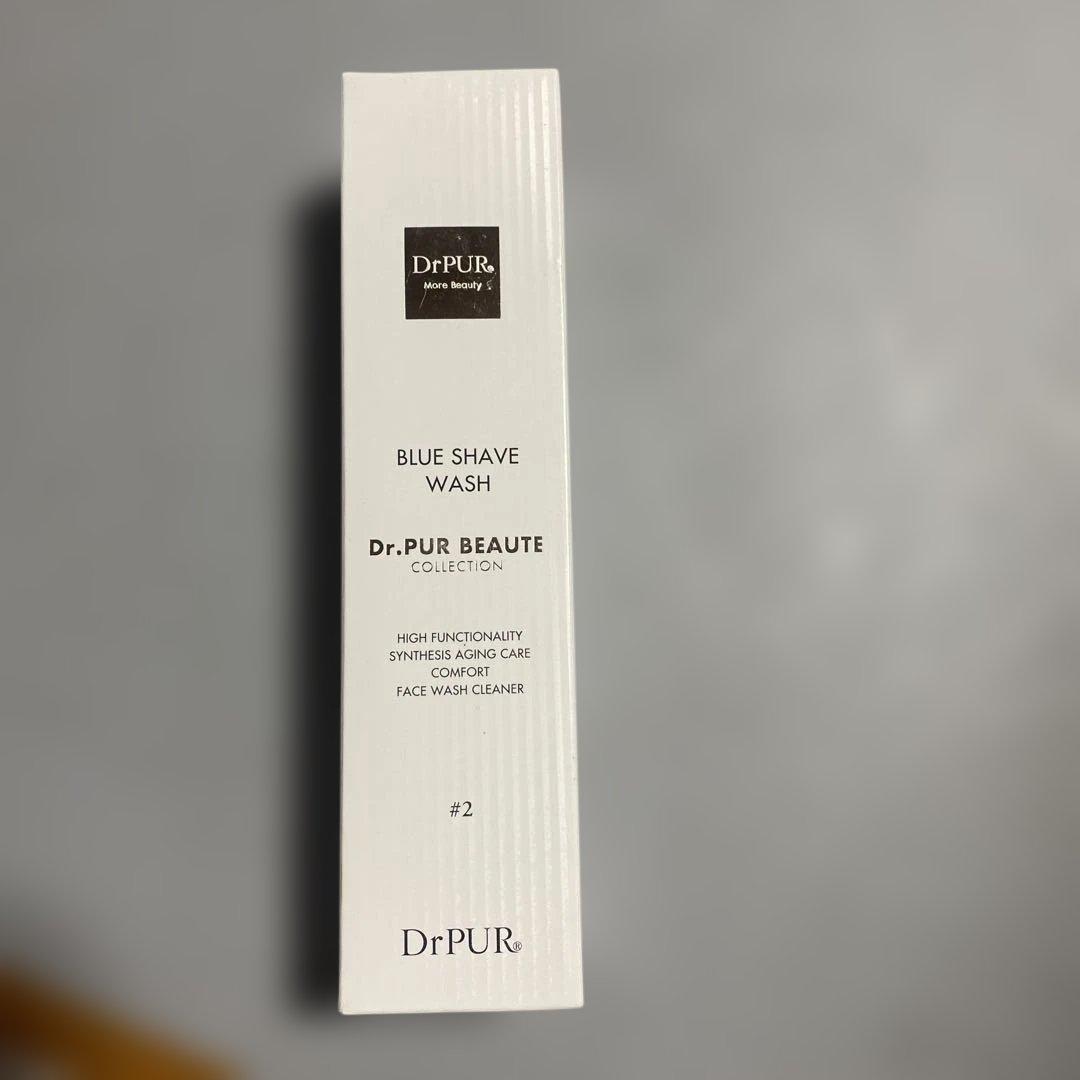 DrPUR®
More Beauty
BLUE SHAVE
WASH
Dr.PUR BEAUTE
COLLECTION
HIGH FUNCTIONALITY
SYNTHESIS AGING CARE
COMFORT
FACE WASH CLEANER
#2
DrPUR®